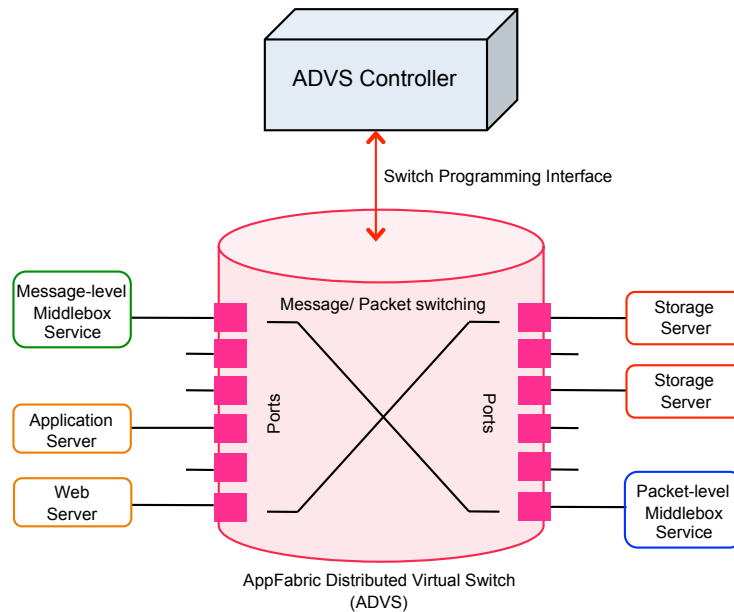 ADVS Controller
Switch Programming Interface
Message-level
Middlebox
Service
Message/ Packet switching
Storage
Server
Ports
Ports
Storage
Server
Application
Server
Web
Server
Packet-level
Middlebox
Service
AppFabric Distributed Virtual Switch
(ADVS)